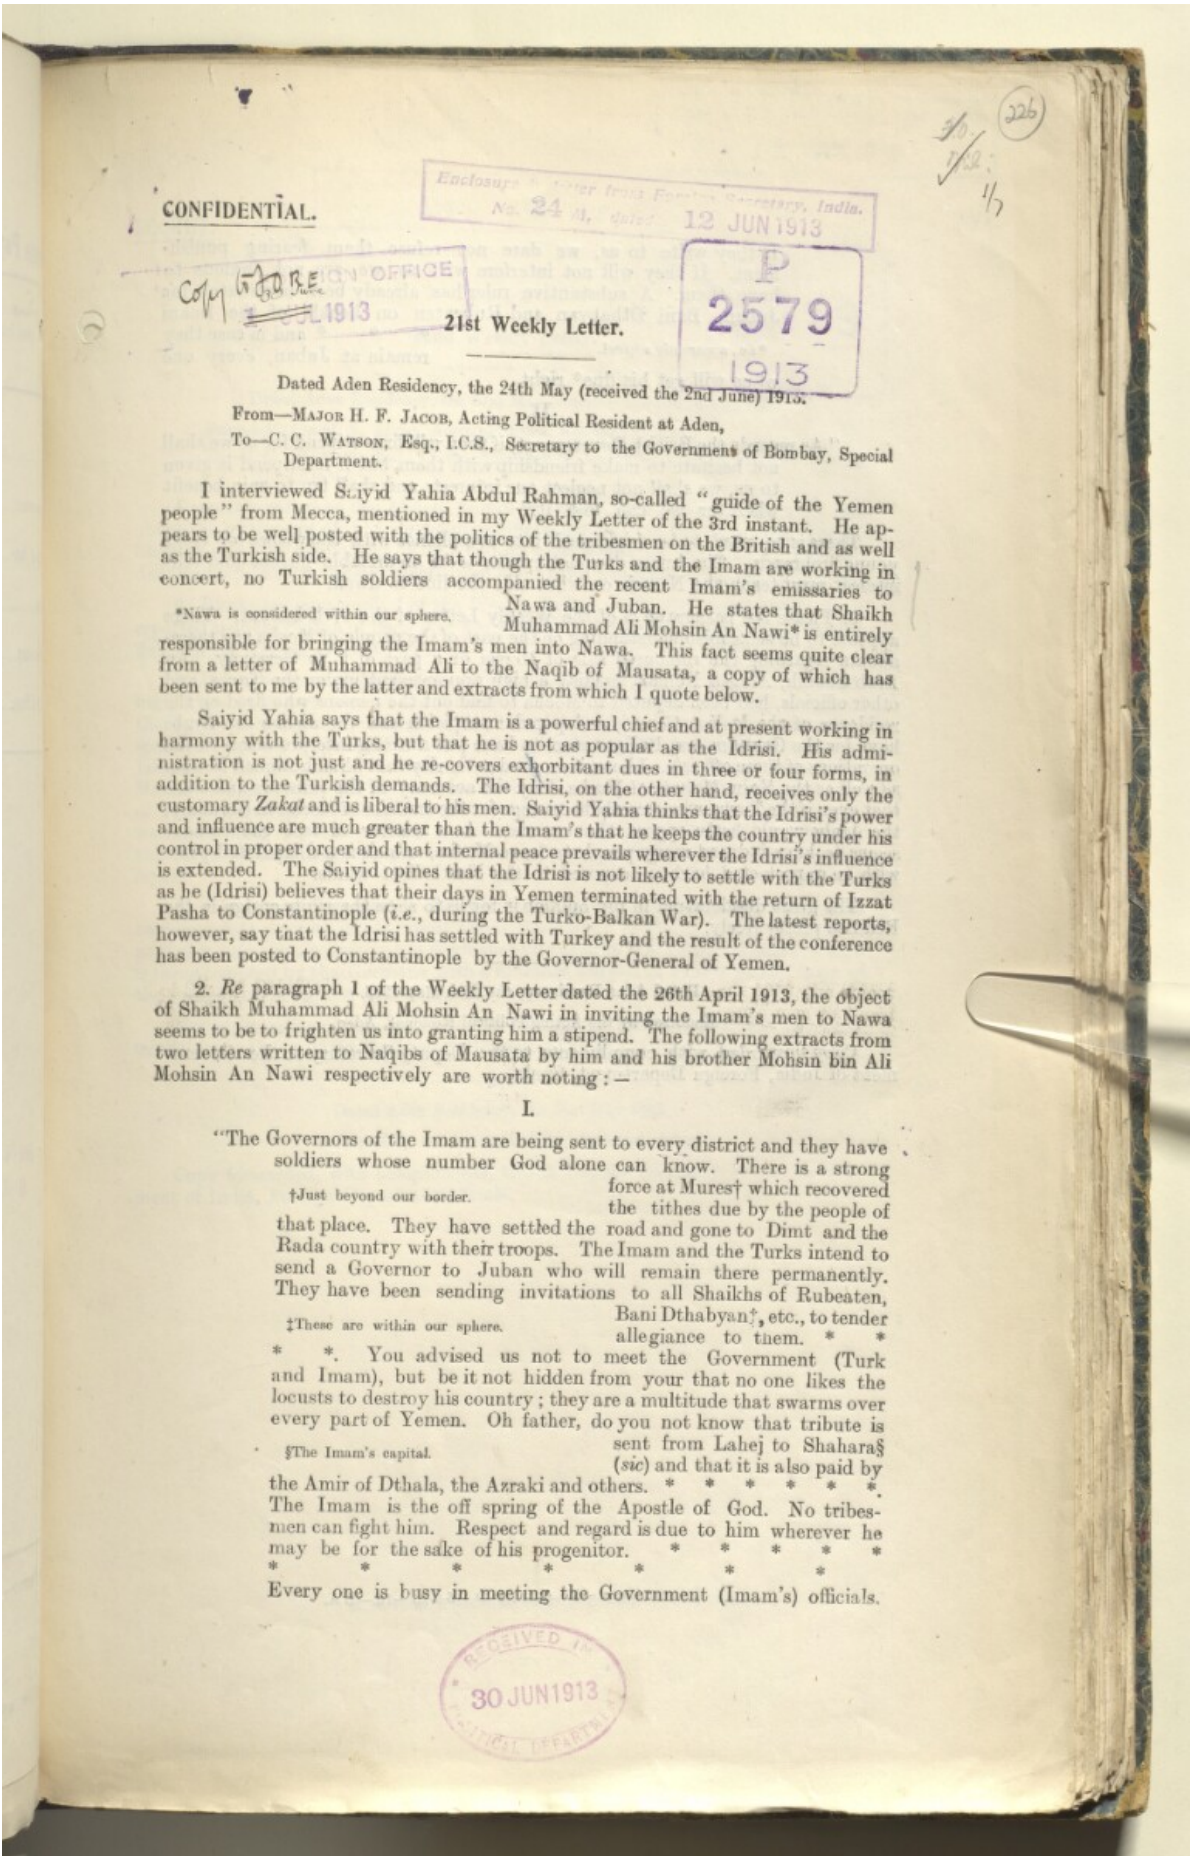 226
1/7
CONFIDENTIAL.
Enclosure letter from Foreign Secretary, India.
No. 24 M, dated 12 JUN 1913
Copy to
OFFICE
JUL 1913
P
2579
1913
21st Weekly Letter.
Dated Aden Residency, the 24th May (received the 2nd June) 1913.
From—MAJOR H. F. JACOB, Acting Political Resident at Aden,
To—C. C. WATSON, Esq., I.C.S., Secretary to the Government of Bombay, Special
Department.
I interviewed Saiyid Yahia Abdul Rahman, so-called “guide of the Yemen
people” from Mecca, mentioned in my Weekly Letter of the 3rd instant. He ap-
pears to be well posted with the politics of the tribesmen on the British and as well
as the Turkish side. He says that though the Turks and the Imam are working in
concert, no Turkish soldiers accompanied the recent Imam's emissaries to
*Nawa is considered within our sphere.
Nawa and Juban. He states that Shaikh
Muhammad Ali Mohsin An Nawi* is entirely
responsible for bringing the Imam's men into Nawa. This fact seems quite clear
from a letter of Muhammad Ali to the Naqib of Mausata, a copy of which has
been sent to me by the latter and extracts from which I quote below.
Saiyid Yahia says that the Imam is a powerful chief and at present working in
harmony with the Turks, but that he is not as popular as the Idrisi. His admi-
nistration is not just and he re-covers exhorbitant dues in three or four forms, in
addition to the Turkish demands. The Idrisi, on the other hand, receives only the
customary Zakat and is liberal to his men. Saiyid Yahia thinks that the Idrisi's power
and influence are much greater than the Imam's that he keeps the country under his
control in proper order and that internal peace prevails wherever the Idrisi's influence
is extended. The Saiyid opines that the Idrisi is not likely to settle with the Turks
as he (Idrisi) believes that their days in Yemen terminated with the return of Izzat
Pasha to Constantinople (i.e., during the Turko-Balkan War). The latest reports,
however, say that the Idrisi has settled with Turkey and the result of the conference
has been posted to Constantinople by the Governor-General of Yemen.
2. Re paragraph 1 of the Weekly Letter dated the 26th April 1913, the object
of Shaikh Muhammad Ali Mohsin An Nawi in inviting the Imam's men to Nawa
seems to be to frighten us into granting him a stipend. The following extracts from
two letters written to Naqibs of Mausata by him and his brother Mohsin bin Ali
Mohsin An Nawi respectively are worth noting :—
I.
“The Governors of the Imam are being sent to every district and they have
soldiers whose number God alone can know. There is a strong
†Just beyond our border.
force at Mures† which recovered
the tithes due by the people of
that place. They have settled the road and gone to Dimt and the
Rada country with their troops. The Imam and the Turks intend to
send a Governor to Juban who will remain there permanently.
They have been sending invitations to all Shaikhs of Rubeaten,
‡These are within our sphere.
Bani Dthabyan‡, etc., to tender
allegiance to them. * *
* *. You advised us not to meet the Government (Turk
and Imam), but be it not hidden from your that no one likes the
locusts to destroy his country ; they are a multitude that swarms over
every part of Yemen. Oh father, do you not know that tribute is
§The Imam's capital.
sent from Lahej to Shahara§
(sic) and that it is also paid by
the Amir of Dthala, the Azraki and others. * * * * * *.
The Imam is the off spring of the Apostle of God. No tribes-
men can fight him. Respect and regard is due to him wherever he
may be for the sake of his progenitor. * * * * *
* * * * * * *
Every one is busy in meeting the Government (Imam's) officials.
RECEIVED IN
30 JUN 1913
POLITICAL DEPARTMENT